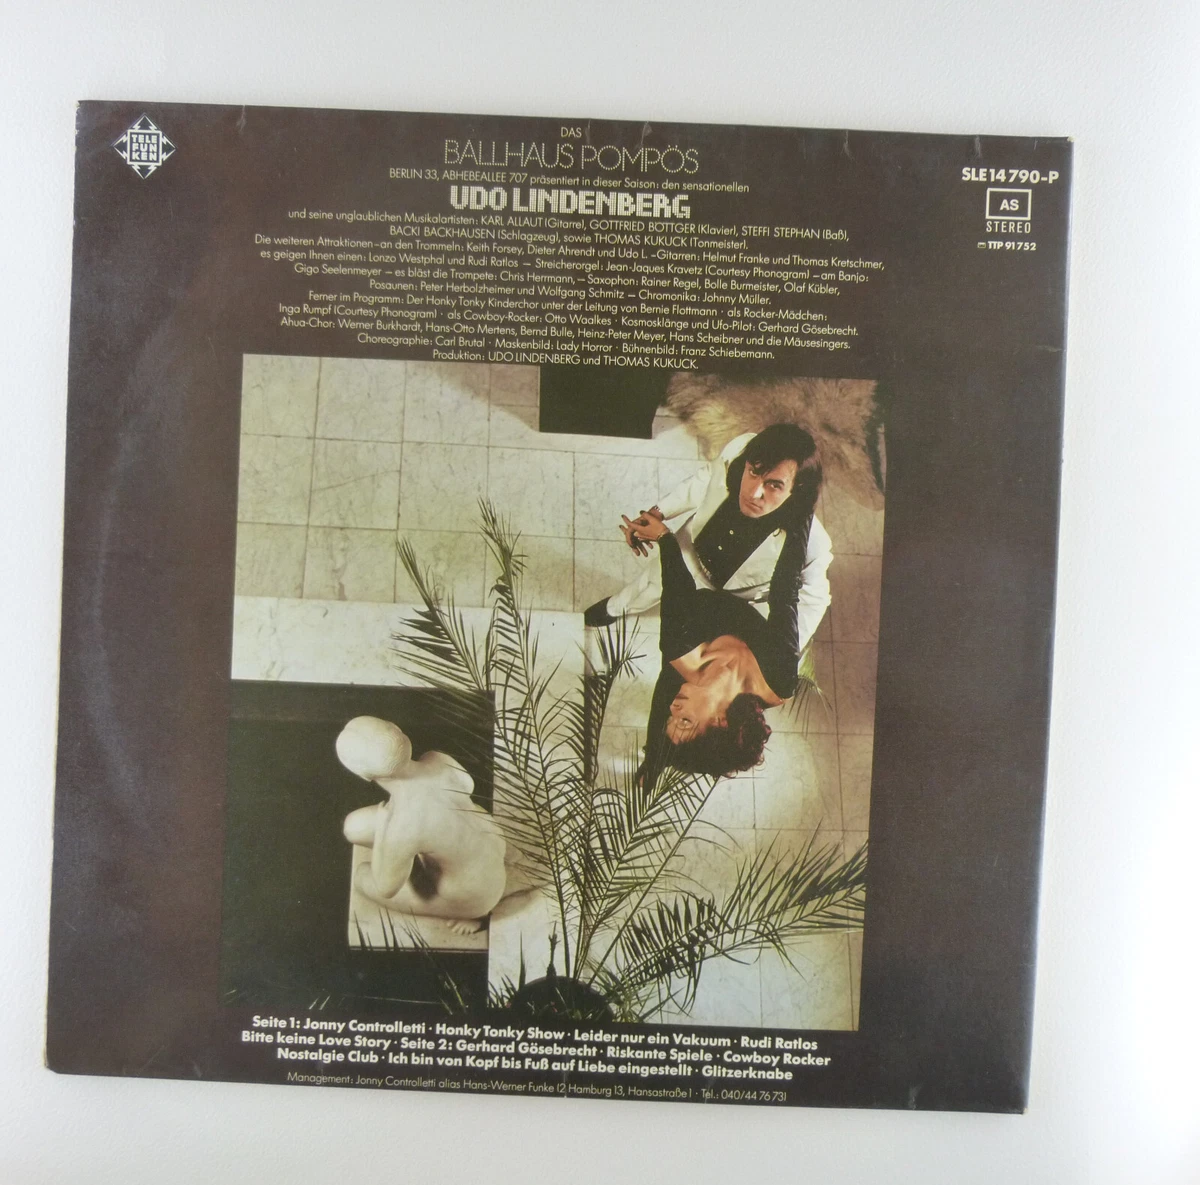 TELE
FUN
KEN
DAS
BALLHAUS POMPÖS
BERLIN 33, ABHEBEALLEE 707 präsentiert in dieser Saison: den sensationellen
UDO LINDENBERG
und seine unglaublichen Musikalartisten: KARL ALLAUT (Gitarre), GOTTFRIED BÖTTGER (Klavier), STEFFI STEPHAN (Baß),
BACKI BACKHAUSEN (Schlagzeug), sowie THOMAS KUKUCK (Tonmeister).
Die weiteren Attraktionen – an den Trommeln: Keith Forsey, Dieter Ahrendt und Udo L. – Gitarren: Helmut Franke und Thomas Kretschmer,
es geigen Ihnen einen: Lonzo Westphal und Rudi Ratlos – Streicherorgel: Jean-Jaques Kravetz (Courtesy Phonogram) – am Banjo:
Gigo Seelenmeyer – es bläst die Trompete: Chris Herrmann, – Saxophon: Rainer Regel, Bolle Burmeister, Olaf Kübler,
Posaunen: Peter Herbolzheimer und Wolfgang Schmitz – Chromonika: Johnny Müller.
Ferner im Programm: Der Honky Tonky Kinderchor unter der Leitung von Bernie Flottmann · als Rocker-Mädchen:
Inga Rumpf (Courtesy Phonogram) · als Cowboy-Rocker: Otto Waalkes · Kosmosklänge und Ufo-Pilot: Gerhard Gösebrecht.
Ahua-Chor: Werner Burkhardt, Hans-Otto Mertens, Bernd Bulle, Heinz-Peter Meyer, Hans Scheibner und die Mäusesingers.
Choreographie: Carl Brutal · Maskenbild: Lady Horror · Bühnenbild: Franz Schiebemann.
Produktion: UDO LINDENBERG und THOMAS KUKUCK.
SLE 14 790-P
AS
STEREO
TTP 91 752
Seite 1: Jonny Controlletti · Honky Tonky Show · Leider nur ein Vakuum · Rudi Ratlos
Bitte keine Love Story · Seite 2: Gerhard Gösebrecht · Riskante Spiele · Cowboy Rocker
Nostalgie Club · Ich bin von Kopf bis Fuß auf Liebe eingestellt · Glitzerknabe
Management: Jonny Controlletti alias Hans-Werner Funke (2 Hamburg 13, Hansastraße 1 · Tel.: 040/44 76 73)